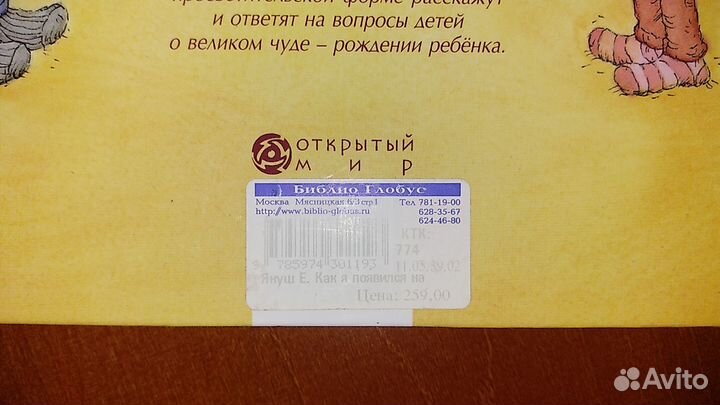 просветительской форме расскажут
и ответят на вопросы детей
о великом чуде – рождении ребёнка.
ОТКРЫТЫЙ
МИР
Библио Глобус
Москва Мясницкая 6/3 стр1 Тел 781-19-00
http://www.biblio-globus.ru 628-35-67
624-46-80
КТК:
774
9 785974 301193 11.03.39.02
Януш Е. Как я появился на
Цена: 259,00
Avito